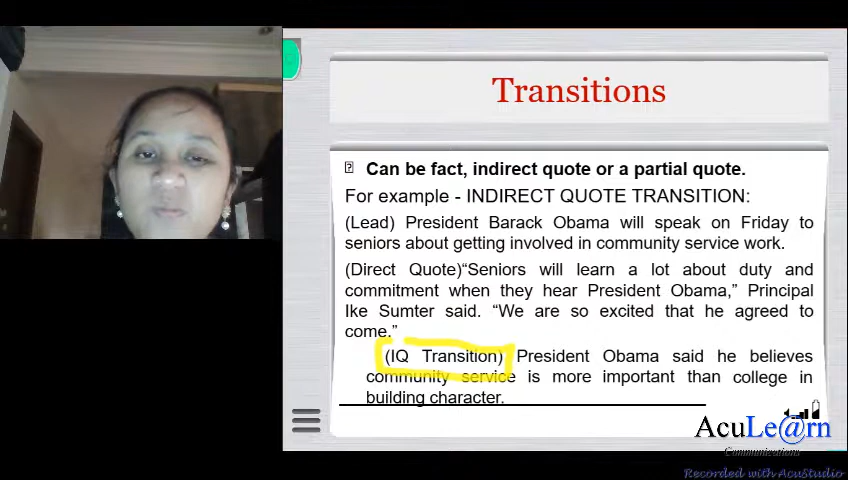 Transitions
Can be fact, indirect quote or a partial quote.
For example - INDIRECT QUOTE TRANSITION:
(Lead) President Barack Obama will speak on Friday to
seniors about getting involved in community service work.
(Direct Quote)“Seniors will learn a lot about duty and
commitment when they hear President Obama,” Principal
Ike Sumter said. “We are so excited that he agreed to
come.”
(IQ Transition) President Obama said he believes
community service is more important than college in
building character.
AcuLe@rn
Communications
Recorded with AcuStudio